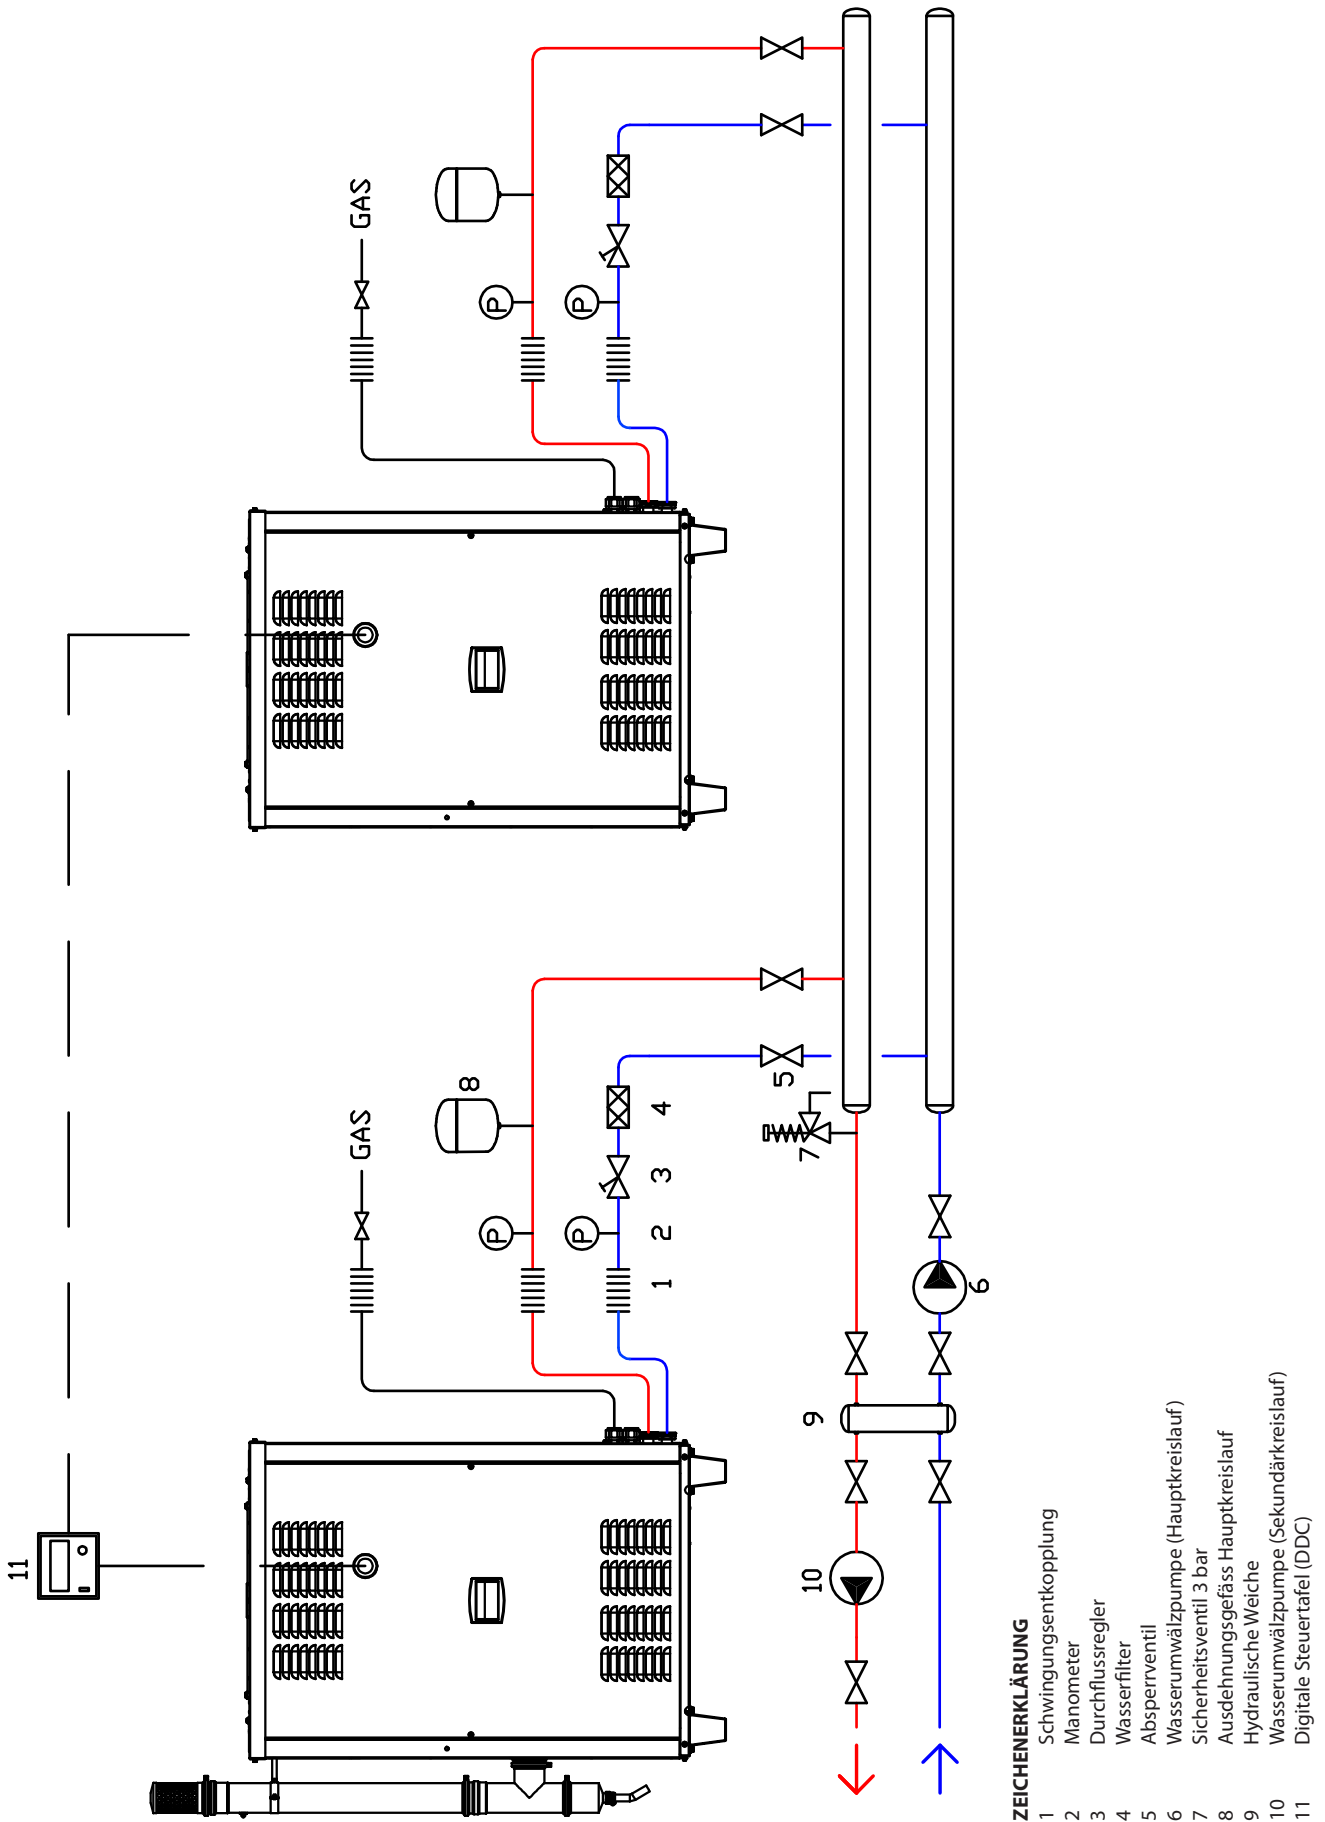 11
GAS
GAS
P
P
P
P
8
1
2
3
4
5
7
6
9
10
ZEICHENERKLÄRUNG
1 Schwingungsentkopplung
2 Manometer
3 Durchflussregler
4 Wasserfilter
5 Absperrventil
6 Wasserumwälzpumpe (Hauptkreislauf)
7 Sicherheitsventil 3 bar
8 Ausdehnungsgefäss Hauptkreislauf
9 Hydraulische Weiche
10 Wasserumwälzpumpe (Sekundärkreislauf)
11 Digitale Steuertafel (DDC)